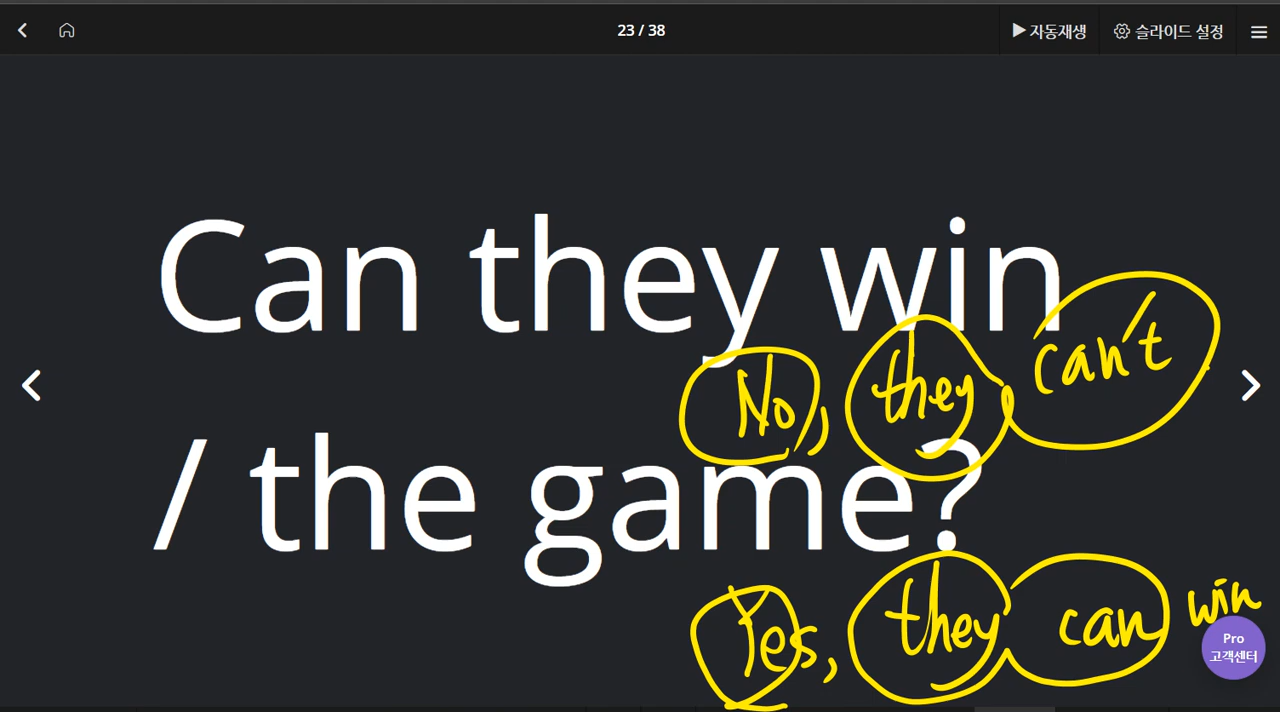 23 / 38
▶ 자동재생
슬라이드 설정
Can they win
No, they can't
/ the game?
Yes, they can win
Pro
고객센터